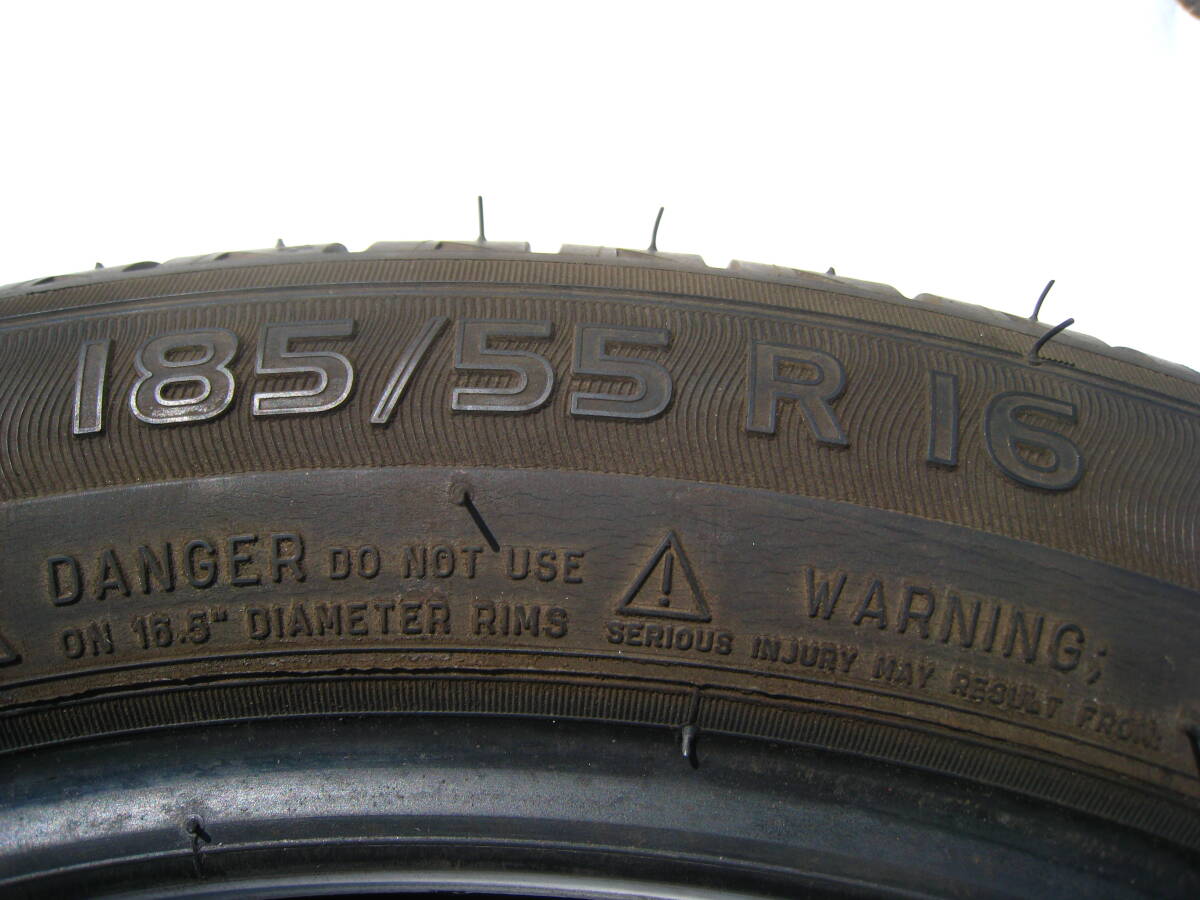 185/55 R 16
DANGER DO NOT USE
ON 16.5" DIAMETER RIMS
WARNING;
SERIOUS INJURY MAY RESULT FROM: